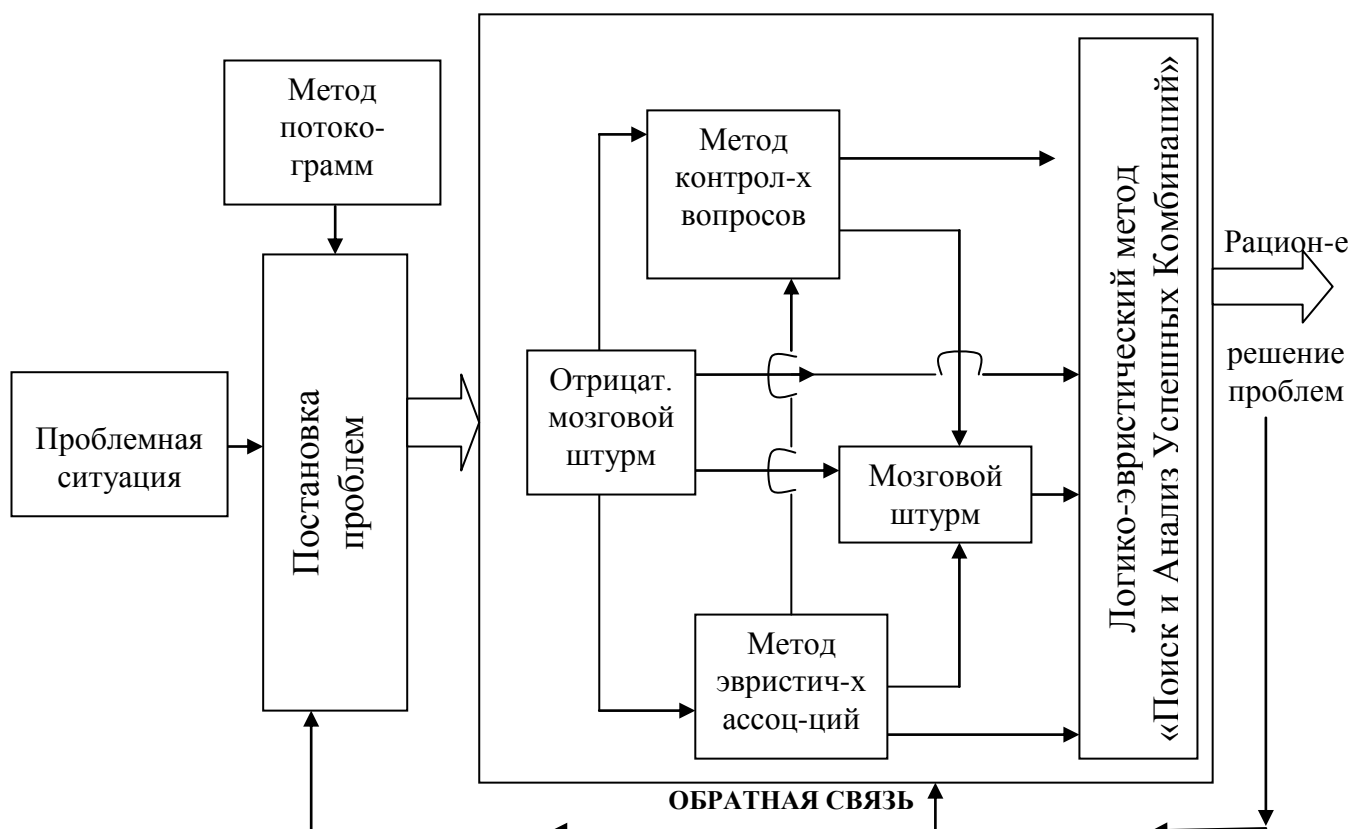 Метод
потоко-
грамм
Проблемная
ситуация
Постановка
проблем
Отрицат.
мозговой
штурм
Метод
контрол-х
вопросов
Мозговой
штурм
Метод
эвристич-х
ассоц-ций
Логико-эвристический метод
«Поиск и Анализ Успешных Комбинаций»
Рацион-е
решение
проблем
ОБРАТНАЯ СВЯЗЬ